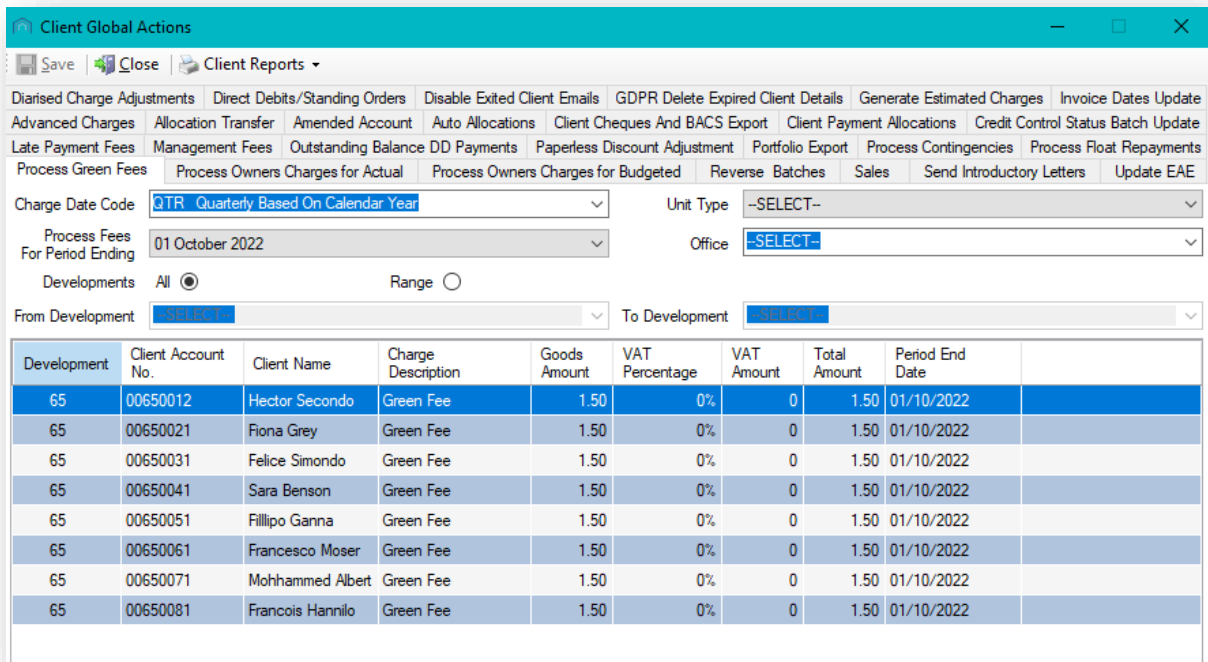 Client Global Actions
Save Close Client Reports
Diarised Charge Adjustments Direct Debits/Standing Orders Disable Exited Client Emails GDPR Delete Expired Client Details Generate Estimated Charges Invoice Dates Update
Advanced Charges Allocation Transfer Amended Account Auto Allocations Client Cheques And BACS Export Client Payment Allocations Credit Control Status Batch Update
Late Payment Fees Management Fees Outstanding Balance DD Payments Paperless Discount Adjustment Portfolio Export Process Contingencies Process Float Repayments
Process Green Fees Process Owners Charges for Actual Process Owners Charges for Budgeted Reverse Batches Sales Send Introductory Letters Update EAE
Charge Date Code QTR Quarterly Based On Calendar Year Unit Type --SELECT--
Process Fees
For Period Ending 01 October 2022 Office --SELECT--
Developments All Range
From Development --SELECT-- To Development --SELECT--
Development Client Account No. Client Name Charge Description Goods Amount VAT Percentage VAT Amount Total Amount Period End Date
65 00650012 Hector Secondo Green Fee 1.50 0% 0 1.50 01/10/2022
65 00650021 Fiona Grey Green Fee 1.50 0% 0 1.50 01/10/2022
65 00650031 Felice Simondo Green Fee 1.50 0% 0 1.50 01/10/2022
65 00650041 Sara Benson Green Fee 1.50 0% 0 1.50 01/10/2022
65 00650051 Filllipo Ganna Green Fee 1.50 0% 0 1.50 01/10/2022
65 00650061 Francesco Moser Green Fee 1.50 0% 0 1.50 01/10/2022
65 00650071 Mohhammed Albert Green Fee 1.50 0% 0 1.50 01/10/2022
65 00650081 Francois Hannilo Green Fee 1.50 0% 0 1.50 01/10/2022